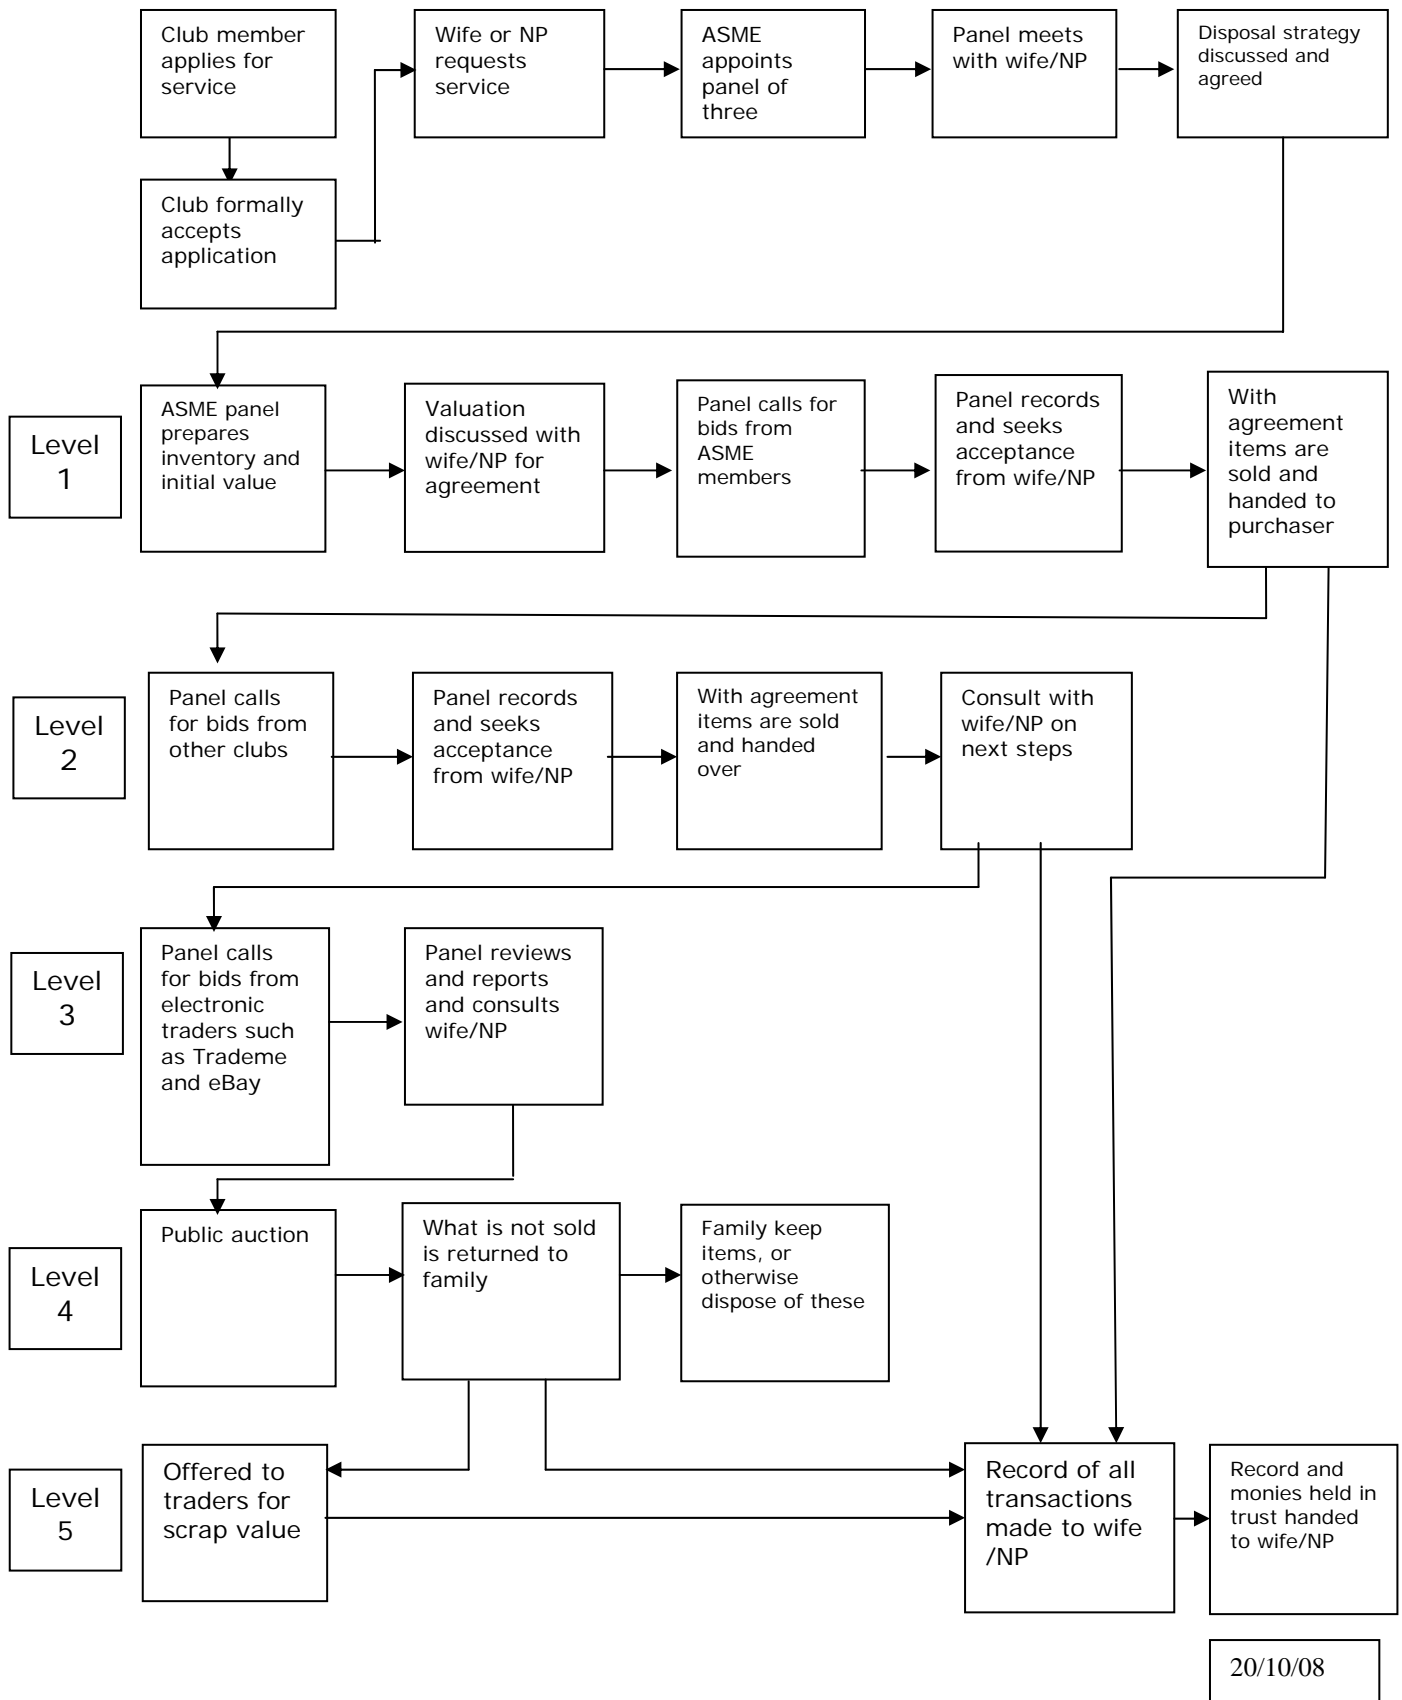 Club member
applies for
service
Wife or NP
requests
service
ASME
appoints
panel of
three
Panel meets
with wife/NP
Disposal strategy
discussed and
agreed
Club formally
accepts
application
Level
1
ASME panel
prepares
inventory and
initial value
Valuation
discussed with
wife/NP for
agreement
Panel calls for
bids from
ASME
members
Panel records
and seeks
acceptance
from wife/NP
With
agreement
items are
sold and
handed to
purchaser
Level
2
Panel calls
for bids from
other clubs
Panel records
and seeks
acceptance
from wife/NP
With agreement
items are sold
and handed
over
Consult with
wife/NP on
next steps
Level
3
Panel calls
for bids from
electronic
traders such
as Trademe
and eBay
Panel reviews
and reports
and consults
wife/NP
Level
4
Public auction
What is not sold
is returned to
family
Family keep
items, or
otherwise
dispose of these
Level
5
Offered to
traders for
scrap value
Record of all
transactions
made to wife
/NP
Record and
monies held in
trust handed
to wife/NP
20/10/08